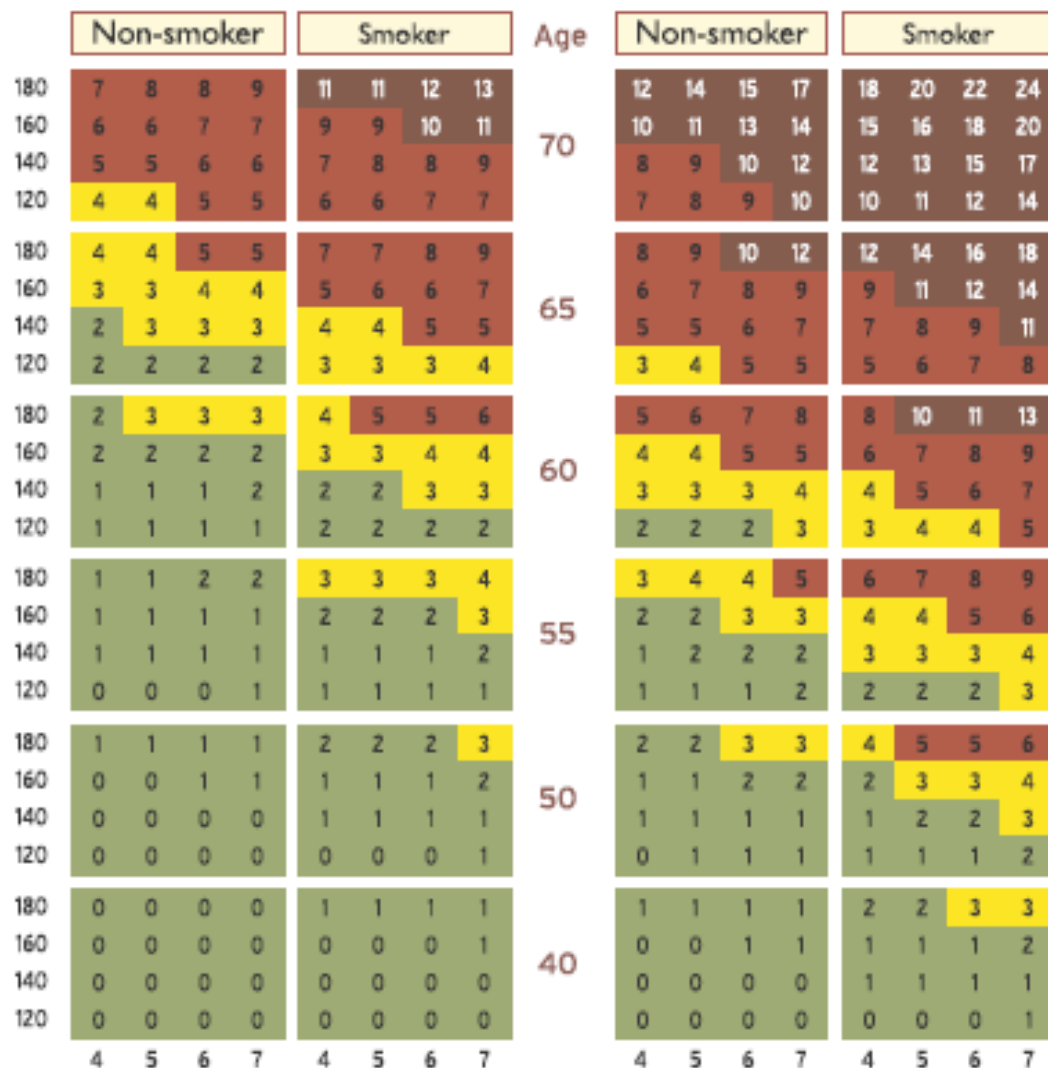 Non-smoker Smoker Age Non-smoker Smoker
180 7 8 8 9 11 11 12 13 12 14 15 17 18 20 22 24
160 6 6 7 7 9 9 10 11 10 11 13 14 15 16 18 20
70
140 5 5 6 6 7 8 8 9 8 9 10 12 12 13 15 17
120 4 4 5 5 6 6 7 7 7 8 9 10 10 11 12 14
180 4 4 5 5 7 7 8 9 8 9 10 12 12 14 16 18
160 3 3 4 4 5 6 6 7 6 7 8 9 9 11 12 14
65
140 2 3 3 3 4 4 5 5 5 5 6 7 7 8 9 11
120 2 2 2 2 3 3 3 4 3 4 5 5 5 6 7 8
180 2 3 3 3 4 5 5 6 5 6 7 8 8 10 11 13
160 2 2 2 2 3 3 4 4 4 4 5 5 6 7 8 9
60
140 1 1 1 2 2 2 3 3 3 3 3 4 4 5 6 7
120 1 1 1 1 2 2 2 2 2 2 2 3 3 4 4 5
180 1 1 2 2 3 3 3 4 3 4 4 5 6 7 8 9
160 1 1 1 1 2 2 2 3 2 2 3 3 4 4 5 6
55
140 1 1 1 1 1 1 1 2 1 2 2 2 3 3 3 4
120 0 0 0 1 1 1 1 1 1 1 1 2 2 2 2 3
180 1 1 1 1 2 2 2 3 2 2 3 3 4 5 5 6
160 0 0 1 1 1 1 1 2 1 1 2 2 2 3 3 4
50
140 0 0 0 0 1 1 1 1 1 1 1 1 1 2 2 3
120 0 0 0 0 0 0 0 1 0 1 1 1 1 1 1 2
180 0 0 0 0 1 1 1 1 1 1 1 1 2 2 3 3
160 0 0 0 0 0 0 0 1 0 0 1 1 1 1 1 2
40
140 0 0 0 0 0 0 0 0 0 0 0 0 1 1 1 1
120 0 0 0 0 0 0 0 0 0 0 0 0 0 0 0 1
4 5 6 7 4 5 6 7 4 5 6 7 4 5 6 7